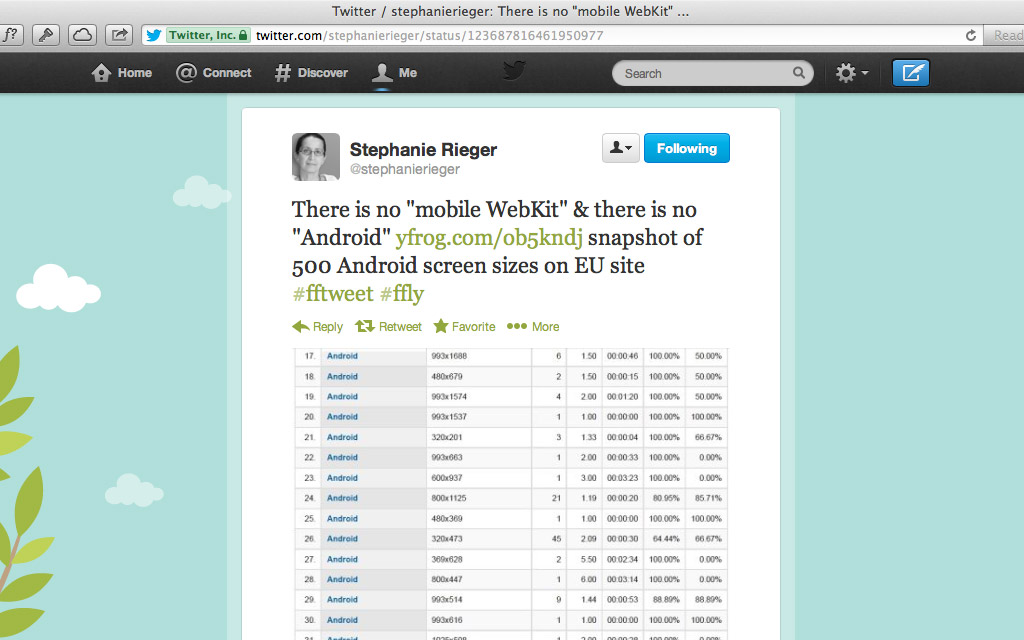 Twitter / stephanierieger: There is no "mobile WebKit" ...
f? Twitter, Inc. twitter.com/stephanierieger/status/123687816461950977 Read
Home @ Connect # Discover Me Search
Stephanie Rieger
@stephanierieger
Following
There is no "mobile WebKit" & there is no
"Android" yfrog.com/ob5kndj snapshot of
500 Android screen sizes on EU site
#fftweet #ffly
Reply Retweet Favorite More
17. Android 993x1688 6 1.50 00:00:46 100.00% 50.00%
18. Android 480x679 2 1.50 00:00:15 100.00% 50.00%
19. Android 993x1574 4 2.00 00:01:20 100.00% 50.00%
20. Android 993x1537 1 1.00 00:00:00 100.00% 100.00%
21. Android 320x201 3 1.33 00:00:04 100.00% 66.67%
22. Android 993x663 1 2.00 00:00:33 100.00% 0.00%
23. Android 600x937 1 3.00 00:03:23 100.00% 0.00%
24. Android 800x1125 21 1.19 00:00:20 80.95% 85.71%
25. Android 480x369 1 1.00 00:00:00 100.00% 100.00%
26. Android 320x473 45 2.09 00:00:30 64.44% 66.67%
27. Android 369x628 2 5.50 00:02:34 100.00% 0.00%
28. Android 800x447 1 6.00 00:03:14 100.00% 0.00%
29. Android 993x514 9 1.44 00:00:53 88.89% 88.89%
30. Android 993x616 1 1.00 00:00:00 100.00% 100.00%
31. Android